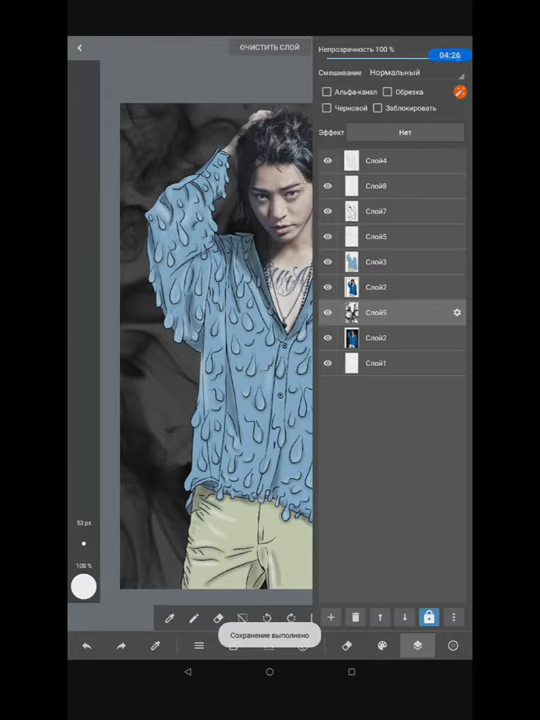 ОЧИСТИТЬ СЛОЙ
Непрозрачность 100 %
04:26
Смешивание Нормальный
Альфа-канал Обрезка
Черновой Заблокировать
Эффект Нет
Слой4
Слой8
Слой7
Слой5
Слой3
Слой2
Слой9
Слой2
Слой1
53 px
100 %
Сохранение выполнено